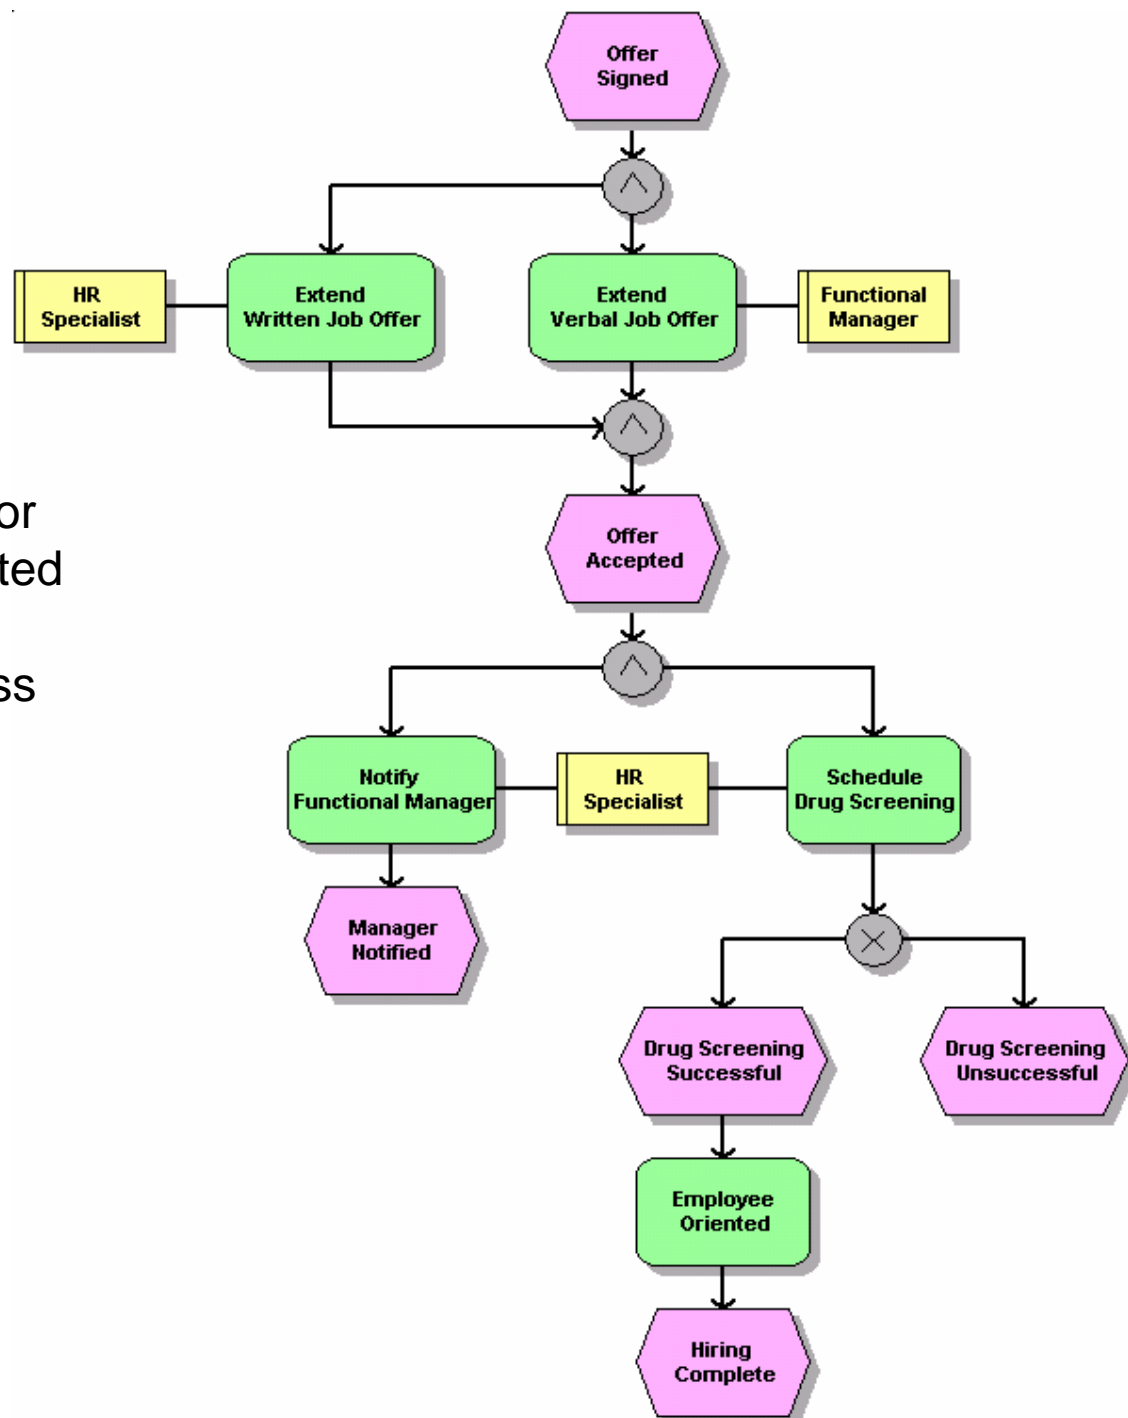 Offer
Signed
HR
Specialist
Extend
Written Job Offer
Extend
Verbal Job Offer
Functional
Manager
or
ted
ss
Offer
Accepted
Notify
Functional Manager
HR
Specialist
Schedule
Drug Screening
Manager
Notified
Drug Screening
Successful
Drug Screening
Unsuccessful
Employee
Oriented
Hiring
Complete